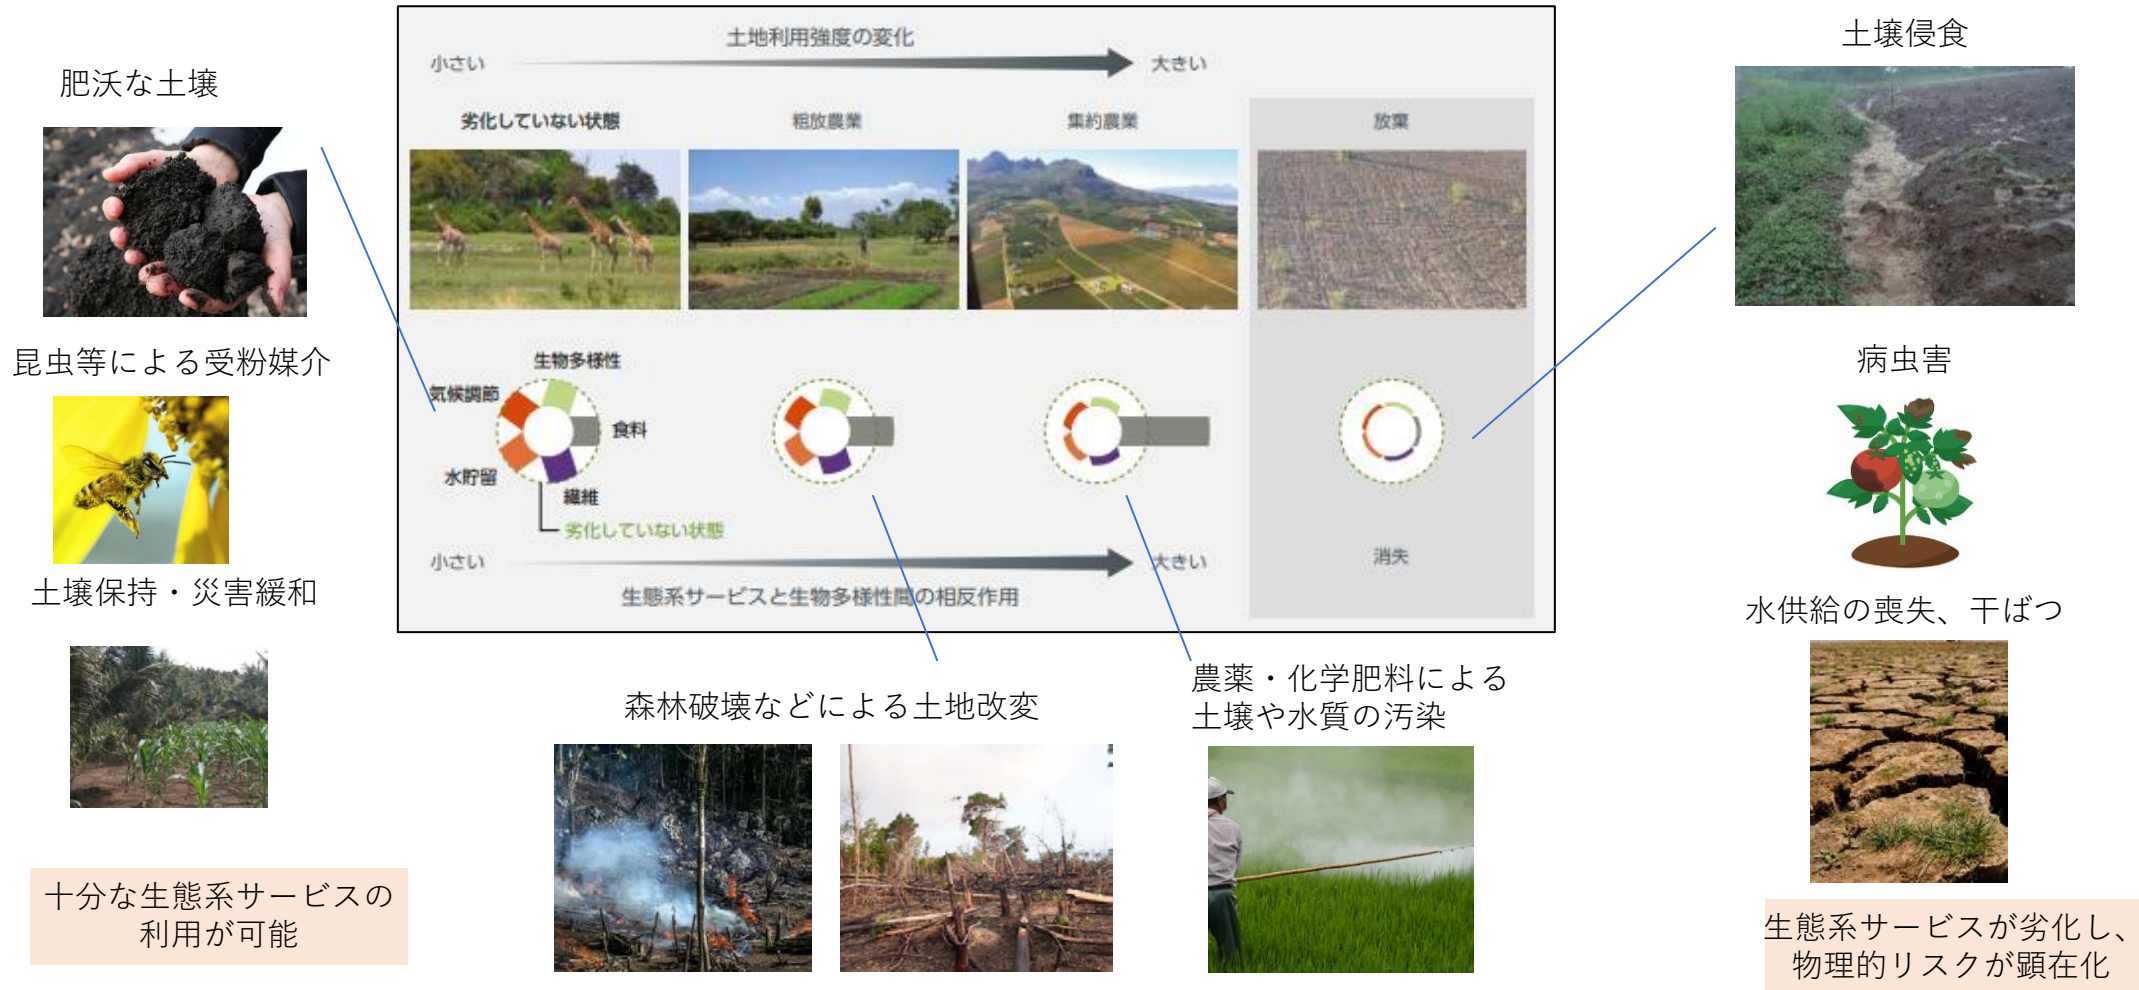 肥沃な土壌
昆虫等による受粉媒介
土壌保持・災害緩和
十分な生態系サービスの
利用が可能
土地利用強度の変化
小さい
大きい
劣化していない状態
粗放農業
集約農業
放棄
生物多様性
気候調節
食料
水貯留
繊維
劣化していない状態
小さい
大きい
消失
生態系サービスと生物多様性間の相反作用
森林破壊などによる土地改変
農薬・化学肥料による
土壌や水質の汚染
土壌侵食
病虫害
水供給の喪失、干ばつ
生態系サービスが劣化し、
物理的リスクが顕在化